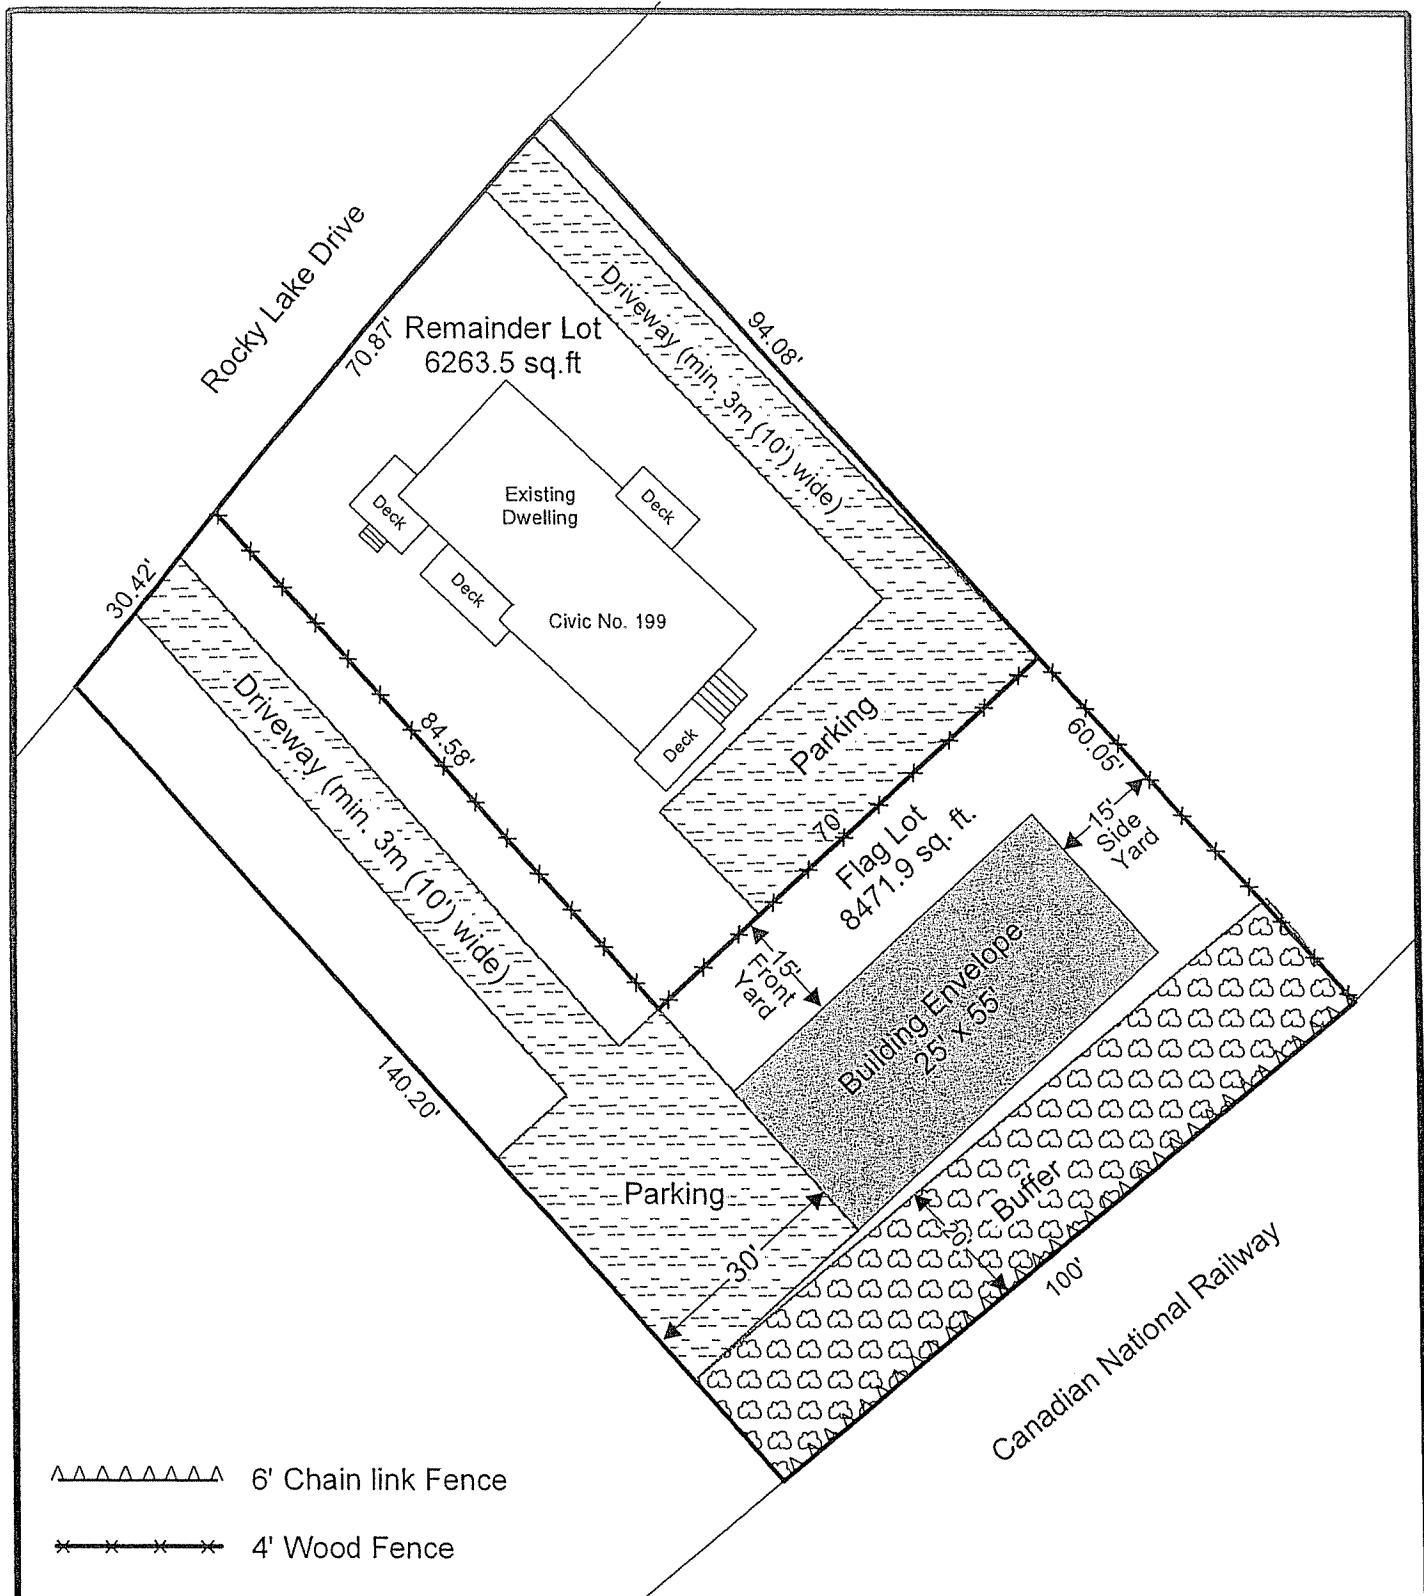 Rocky Lake Drive
70.87'
Remainder Lot
6263.5 sq.ft
Driveway (min. 3m (10') wide)
94.08'
Existing
Dwelling
Deck
Deck
Deck
Civic No. 199
Deck
30.42'
84.58'
Driveway (min. 3m (10') wide)
Parking
70'
60.05'
Flag Lot
8471.9 sq. ft.
15'
Side
Yard
15'
Front
Yard
Building Envelope
25' X 55'
140.20'
Parking
30'
Buffer
20'
100'
Canadian National Railway
6' Chain link Fence
4' Wood Fence